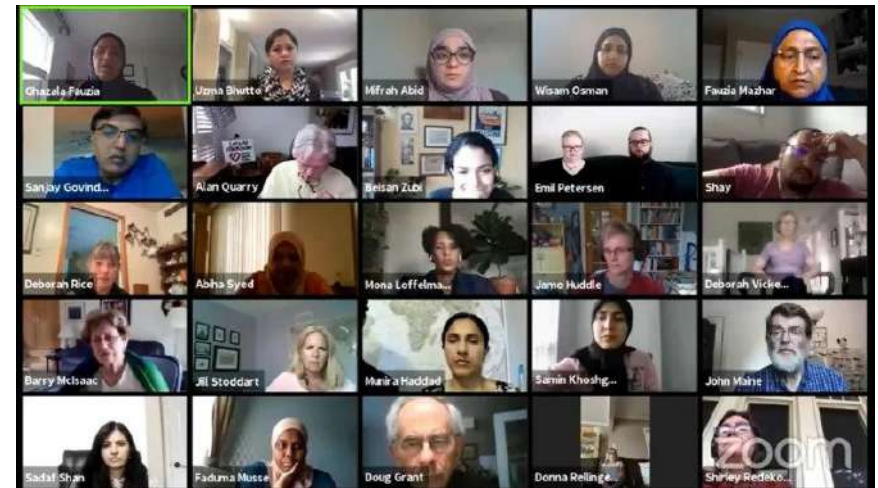 Ghazala Fauzia
Uzma Bhutto
Mifrah Abid
Wisam Osman
Fauzia Mazhar
Sanjay Govind...
Alan Quarry
Beisan Zubi
Emil Petersen
Shay
Deborah Rice
Abiha Syed
Mona Loffelma...
Jamo Huddle
Deborah Vicke...
Barry McIsaac
Jill Stoddart
Munira Haddad
Samin Khoshg...
John Maine
Sadaf Shan
Faduma Musse
Doug Grant
Donna Rellinge...
Shirley Redeko...
zoom